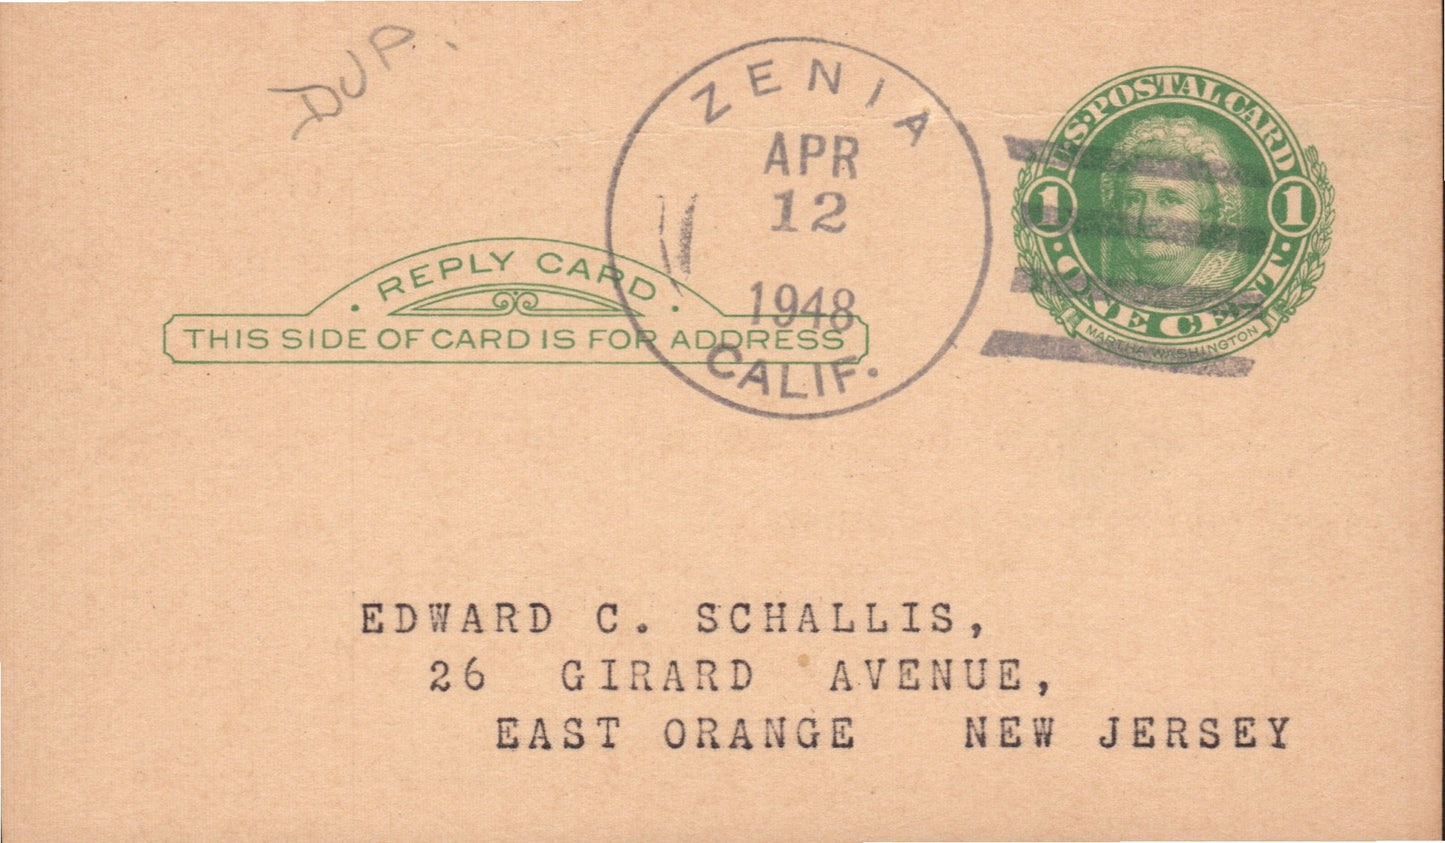 DUP.
ZENIA
APR
12
1948
CALIF.
U.S. POSTAL CARD
1 1
ONE CENT
MARTHA WASHINGTON
· REPLY CARD ·
THIS SIDE OF CARD IS FOR ADDRESS
EDWARD C. SCHALLIS,
26 GIRARD AVENUE,
EAST ORANGE NEW JERSEY